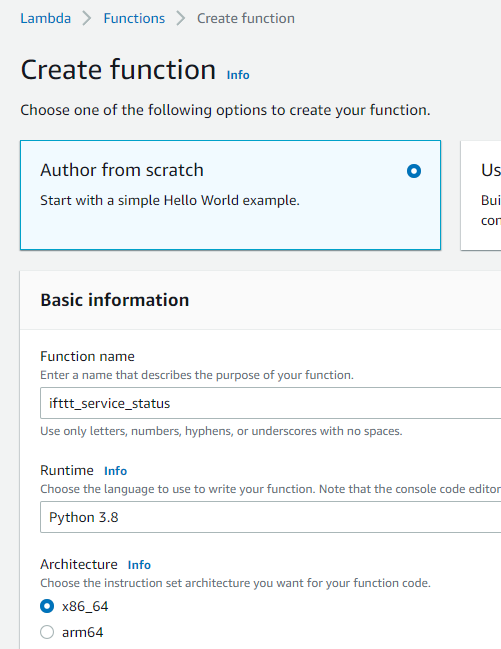 Lambda > Functions > Create function
Create function Info
Choose one of the following options to create your function.
Author from scratch
Start with a simple Hello World example.
Us
Bui
con
Basic information
Function name
Enter a name that describes the purpose of your function.
ifttt_service_status
Use only letters, numbers, hyphens, or underscores with no spaces.
Runtime Info
Choose the language to use to write your function. Note that the console code editor
Python 3.8
Architecture Info
Choose the instruction set architecture you want for your function code.
x86_64
arm64